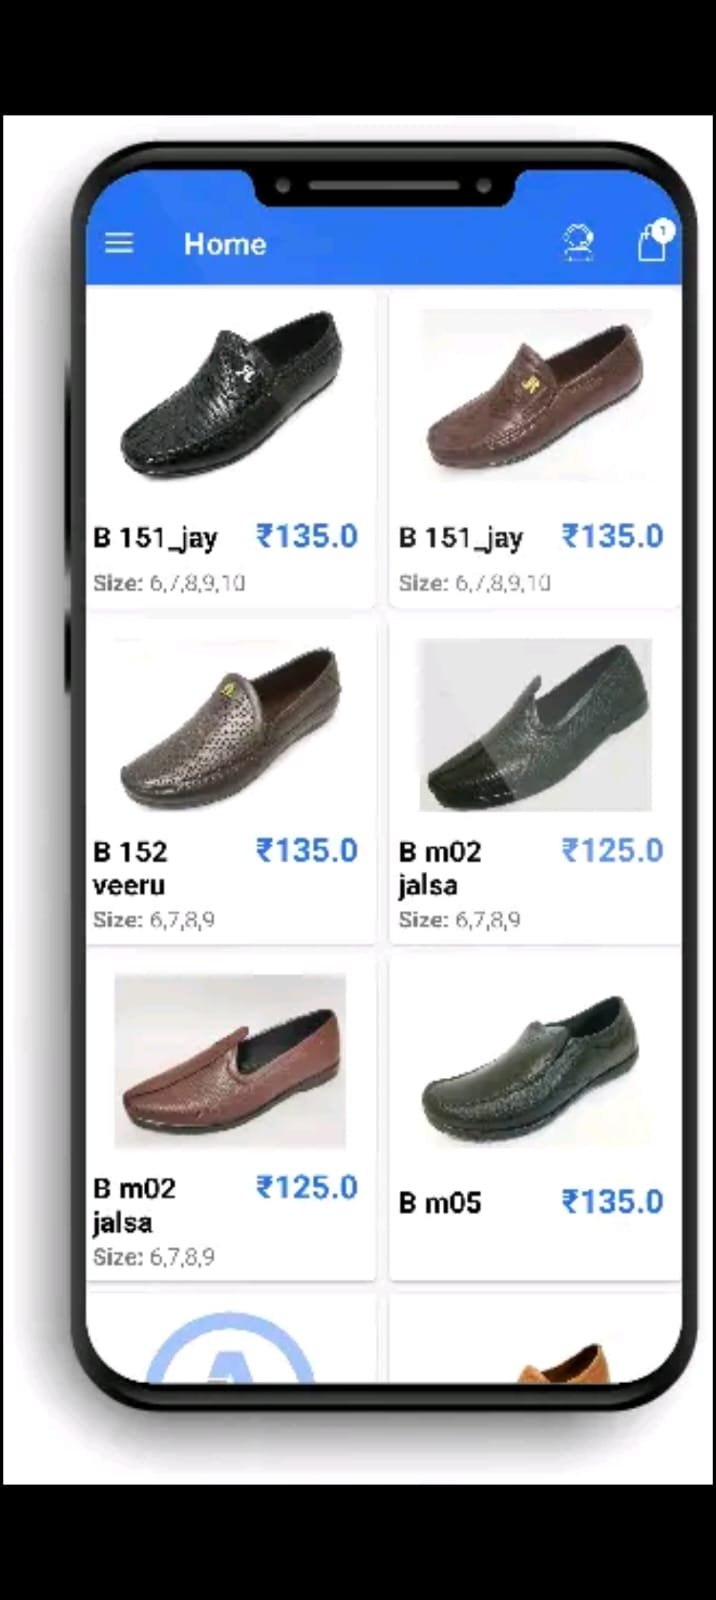 Home
1
B 151_jay ₹135.0
Size: 6,7,8,9,10
B 151_jay ₹135.0
Size: 6,7,8,9,10
B 152 ₹135.0
veeru
Size: 6,7,8,9
B m02 ₹125.0
jalsa
Size: 6,7,8,9
B m02 ₹125.0
jalsa
Size: 6,7,8,9
B m05 ₹135.0